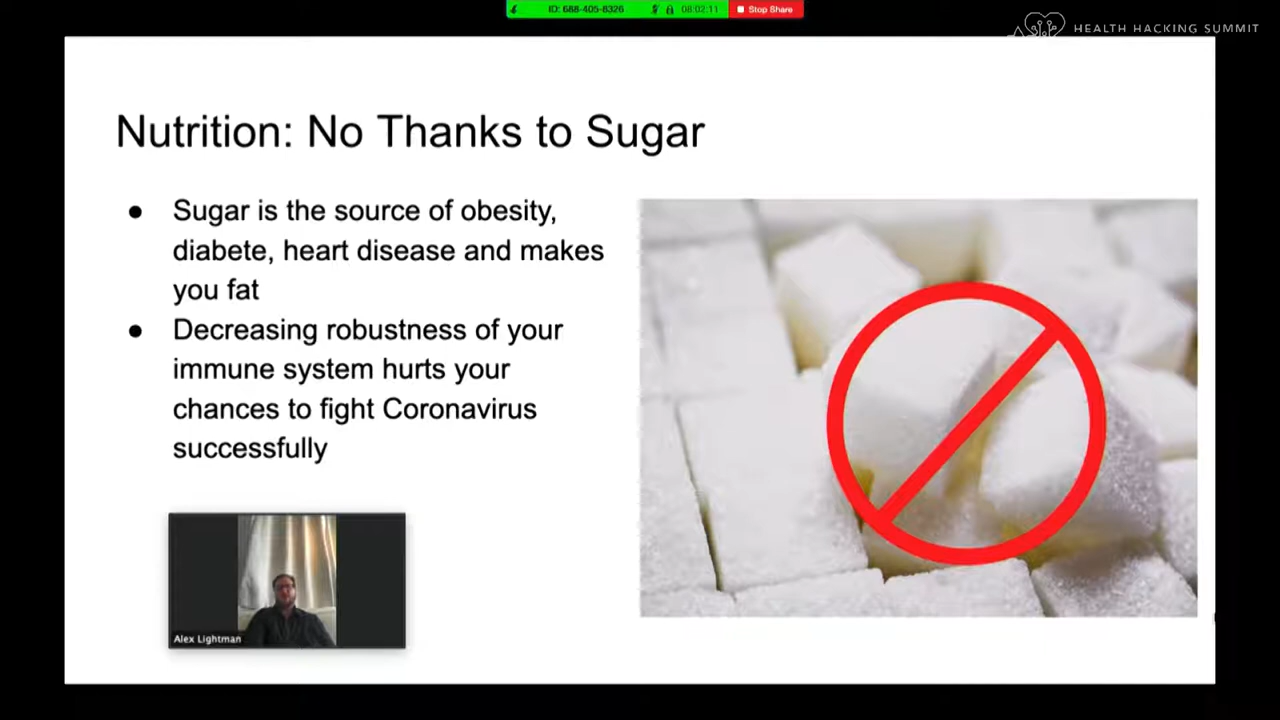 ID: 688-405-8326
08:02:11
Stop Share
HEALTH HACKING SUMMIT
Nutrition: No Thanks to Sugar
● Sugar is the source of obesity,
diabete, heart disease and makes
you fat
● Decreasing robustness of your
immune system hurts your
chances to fight Coronavirus
successfully
Alex Lightman